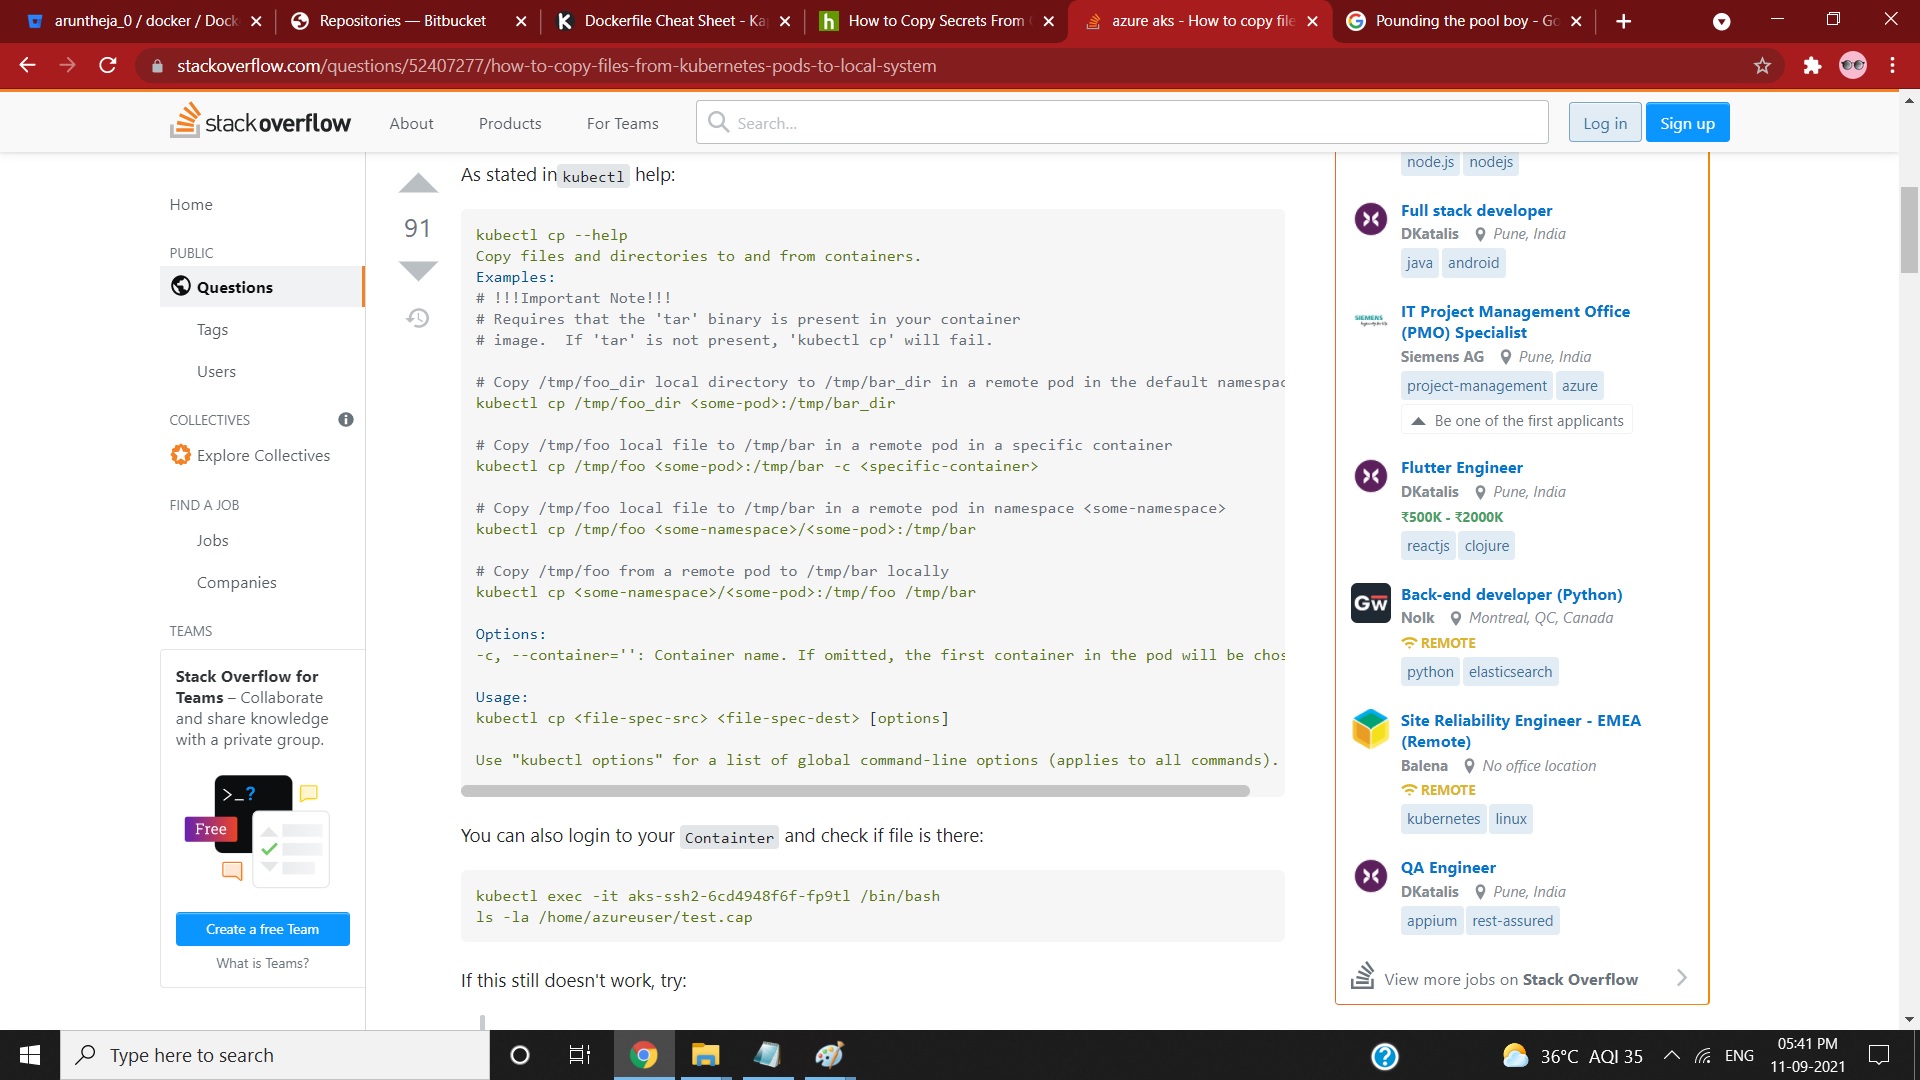 aruntheja_0 / docker / Dock
Repositories — Bitbucket
Dockerfile Cheat Sheet - Ka
How to Copy Secrets From
azure aks - How to copy file
Pounding the pool boy - Go
stackoverflow.com/questions/52407277/how-to-copy-files-from-kubernetes-pods-to-local-system
stackoverflow
About
Products
For Teams
Search...
Log in
Sign up
Home
PUBLIC
Questions
Tags
Users
COLLECTIVES
Explore Collectives
FIND A JOB
Jobs
Companies
TEAMS
Stack Overflow for
Teams – Collaborate
and share knowledge
with a private group.
>_?
Free
Create a free Team
What is Teams?
91
As stated in kubectl help:
kubectl cp --help
Copy files and directories to and from containers.
Examples:
# !!!Important Note!!!
# Requires that the 'tar' binary is present in your container
# image.  If 'tar' is not present, 'kubectl cp' will fail.
# Copy /tmp/foo_dir local directory to /tmp/bar_dir in a remote pod in the default namespac
kubectl cp /tmp/foo_dir <some-pod>:/tmp/bar_dir
# Copy /tmp/foo local file to /tmp/bar in a remote pod in a specific container
kubectl cp /tmp/foo <some-pod>:/tmp/bar -c <specific-container>
# Copy /tmp/foo local file to /tmp/bar in a remote pod in namespace <some-namespace>
kubectl cp /tmp/foo <some-namespace>/<some-pod>:/tmp/bar
# Copy /tmp/foo from a remote pod to /tmp/bar locally
kubectl cp <some-namespace>/<some-pod>:/tmp/foo /tmp/bar
Options:
-c, --container='': Container name. If omitted, the first container in the pod will be chos
Usage:
kubectl cp <file-spec-src> <file-spec-dest> [options]
Use "kubectl options" for a list of global command-line options (applies to all commands).
You can also login to your Containter and check if file is there:
kubectl exec -it aks-ssh2-6cd4948f6f-fp9tl /bin/bash
ls -la /home/azureuser/test.cap
If this still doesn't work, try:
node.js nodejs
Full stack developer
DKatalis Pune, India
java android
SIEMENS
IT Project Management Office
(PMO) Specialist
Siemens AG Pune, India
project-management azure
Be one of the first applicants
Flutter Engineer
DKatalis Pune, India
₹500K - ₹2000K
reactjs clojure
GW
Back-end developer (Python)
Nolk Montreal, QC, Canada
REMOTE
python elasticsearch
Site Reliability Engineer - EMEA
(Remote)
Balena No office location
REMOTE
kubernetes linux
QA Engineer
DKatalis Pune, India
appium rest-assured
View more jobs on Stack Overflow
Type here to search
36°C AQI 35
ENG
05:41 PM
11-09-2021